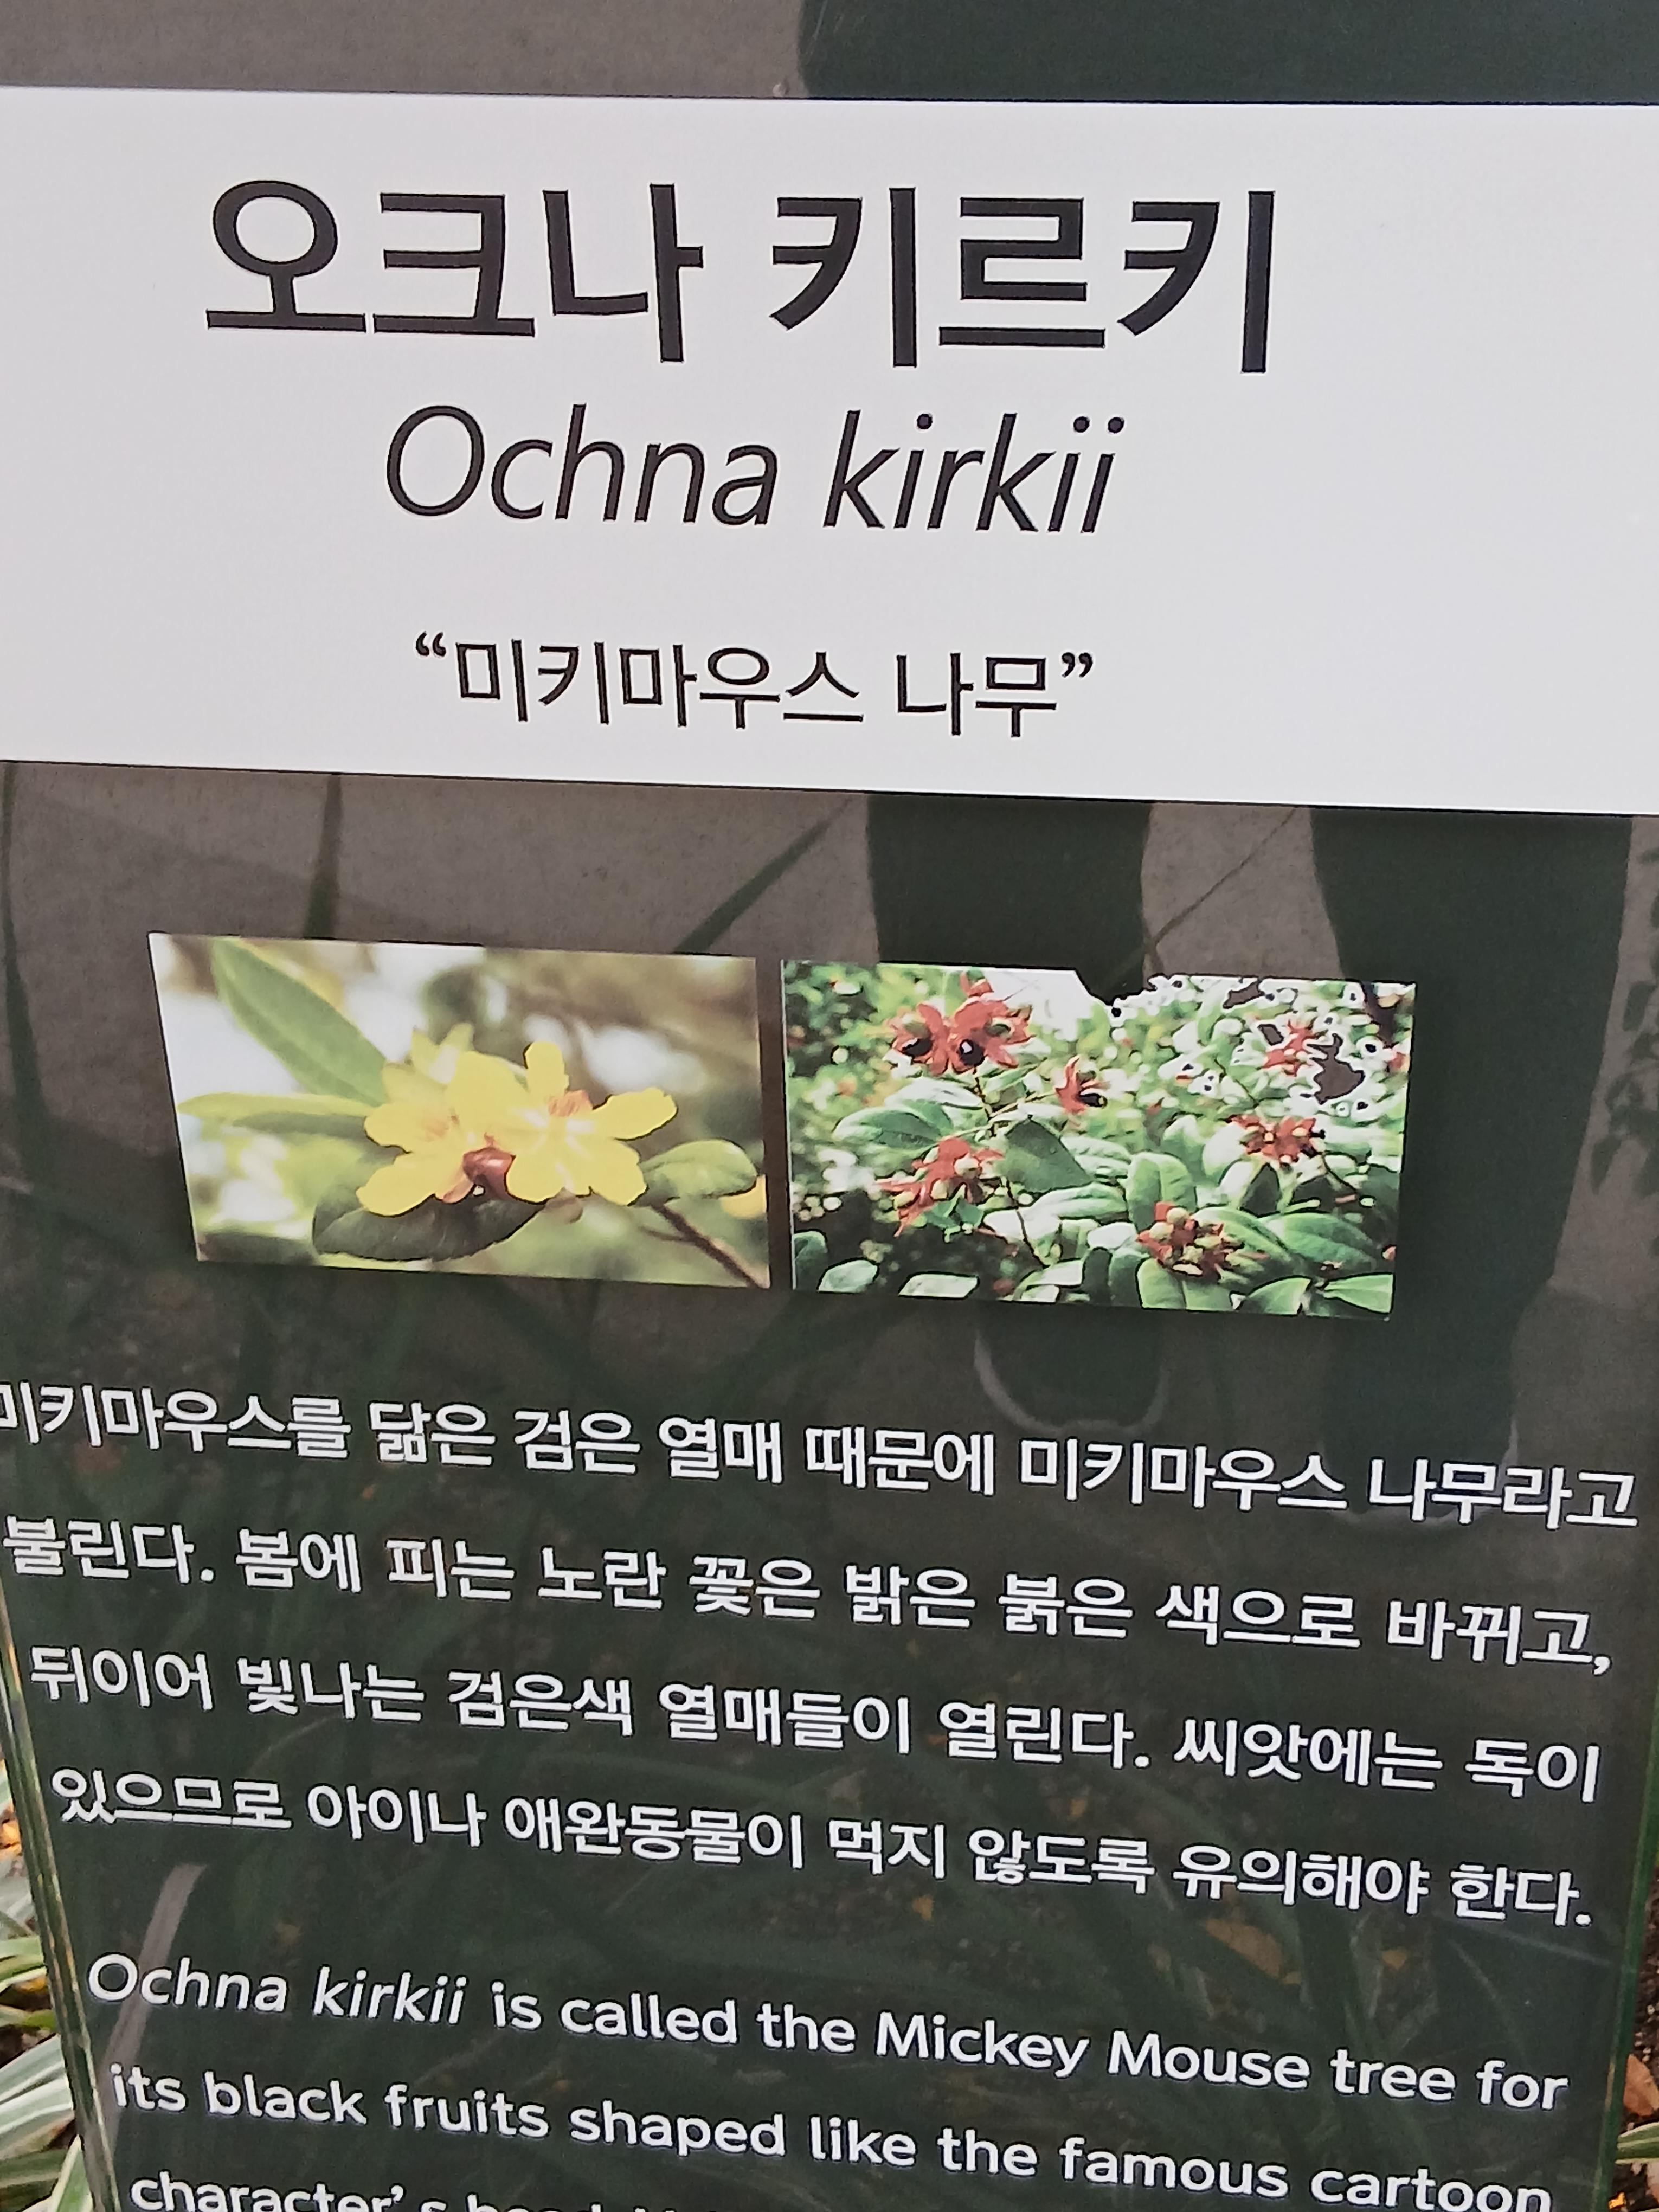 오크나 키르키
Ochna kirkii
“미키마우스 나무”
미키마우스를 닮은 검은 열매 때문에 미키마우스 나무라고
불린다. 봄에 피는 노란 꽃은 밝은 붉은 색으로 바뀌고,
뒤이어 빛나는 검은색 열매들이 열린다. 씨앗에는 독이
있으므로 아이나 애완동물이 먹지 않도록 유의해야 한다.
Ochna kirkii is called the Mickey Mouse tree for
its black fruits shaped like the famous cartoon
character’s